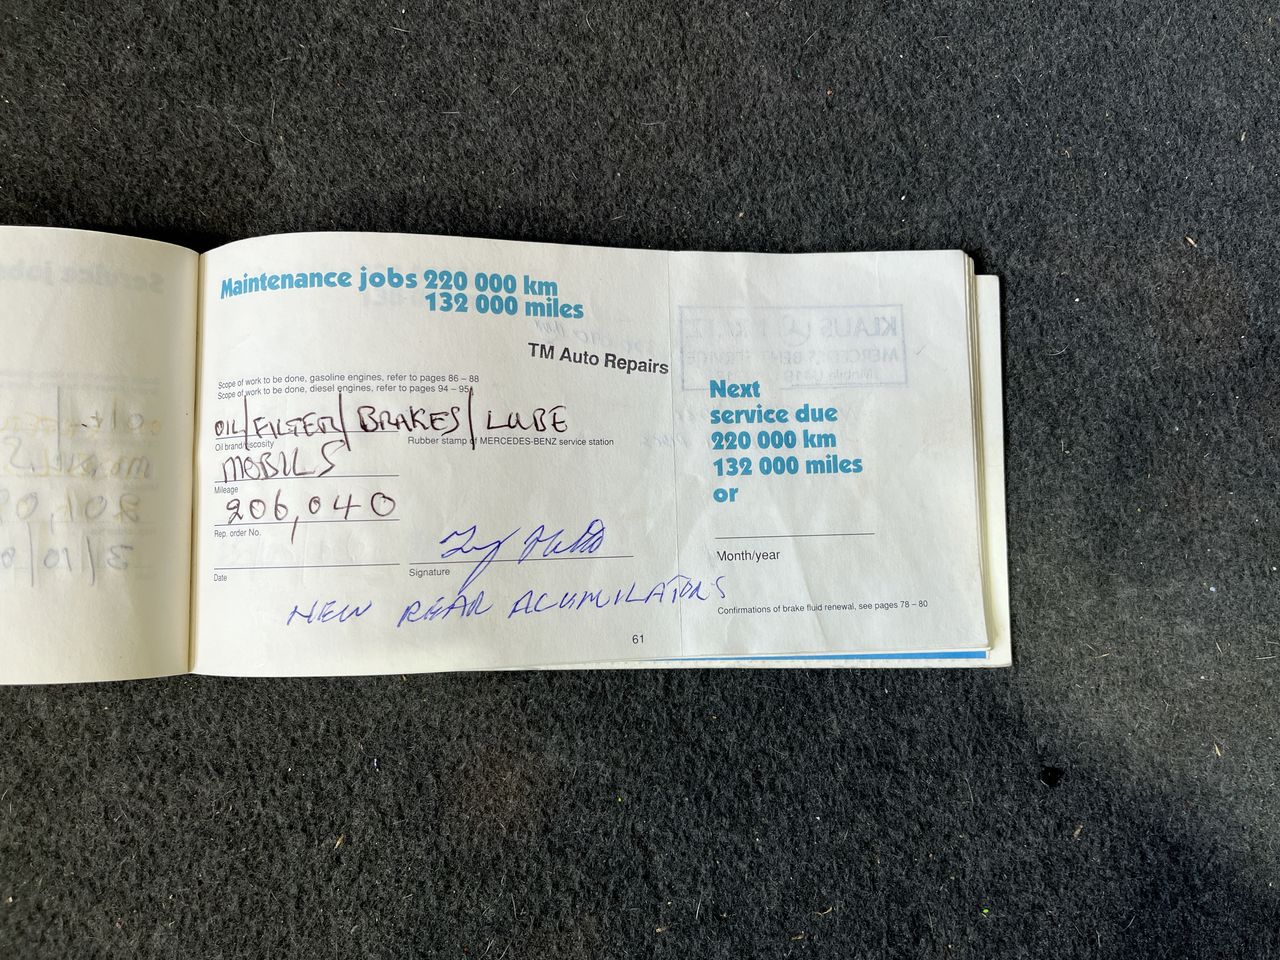 Maintenance jobs 220 000 km
132 000 miles
TM Auto Repairs
Scope of work to be done, gasoline engines, refer to pages 86 – 88
Scope of work to be done, diesel engines, refer to pages 94 – 95
OIL/FILTER/BRAKES/LUBE
Oil brand/viscosity
Rubber stamp of MERCEDES-BENZ service station
MOBIL5
Mileage
206,040
Rep. order No.
Date
Signature
NEW REAR ACUMILATORS
61
Next
service due
220 000 km
132 000 miles
or
Month/year
Confirmations of brake fluid renewal, see pages 78 – 80